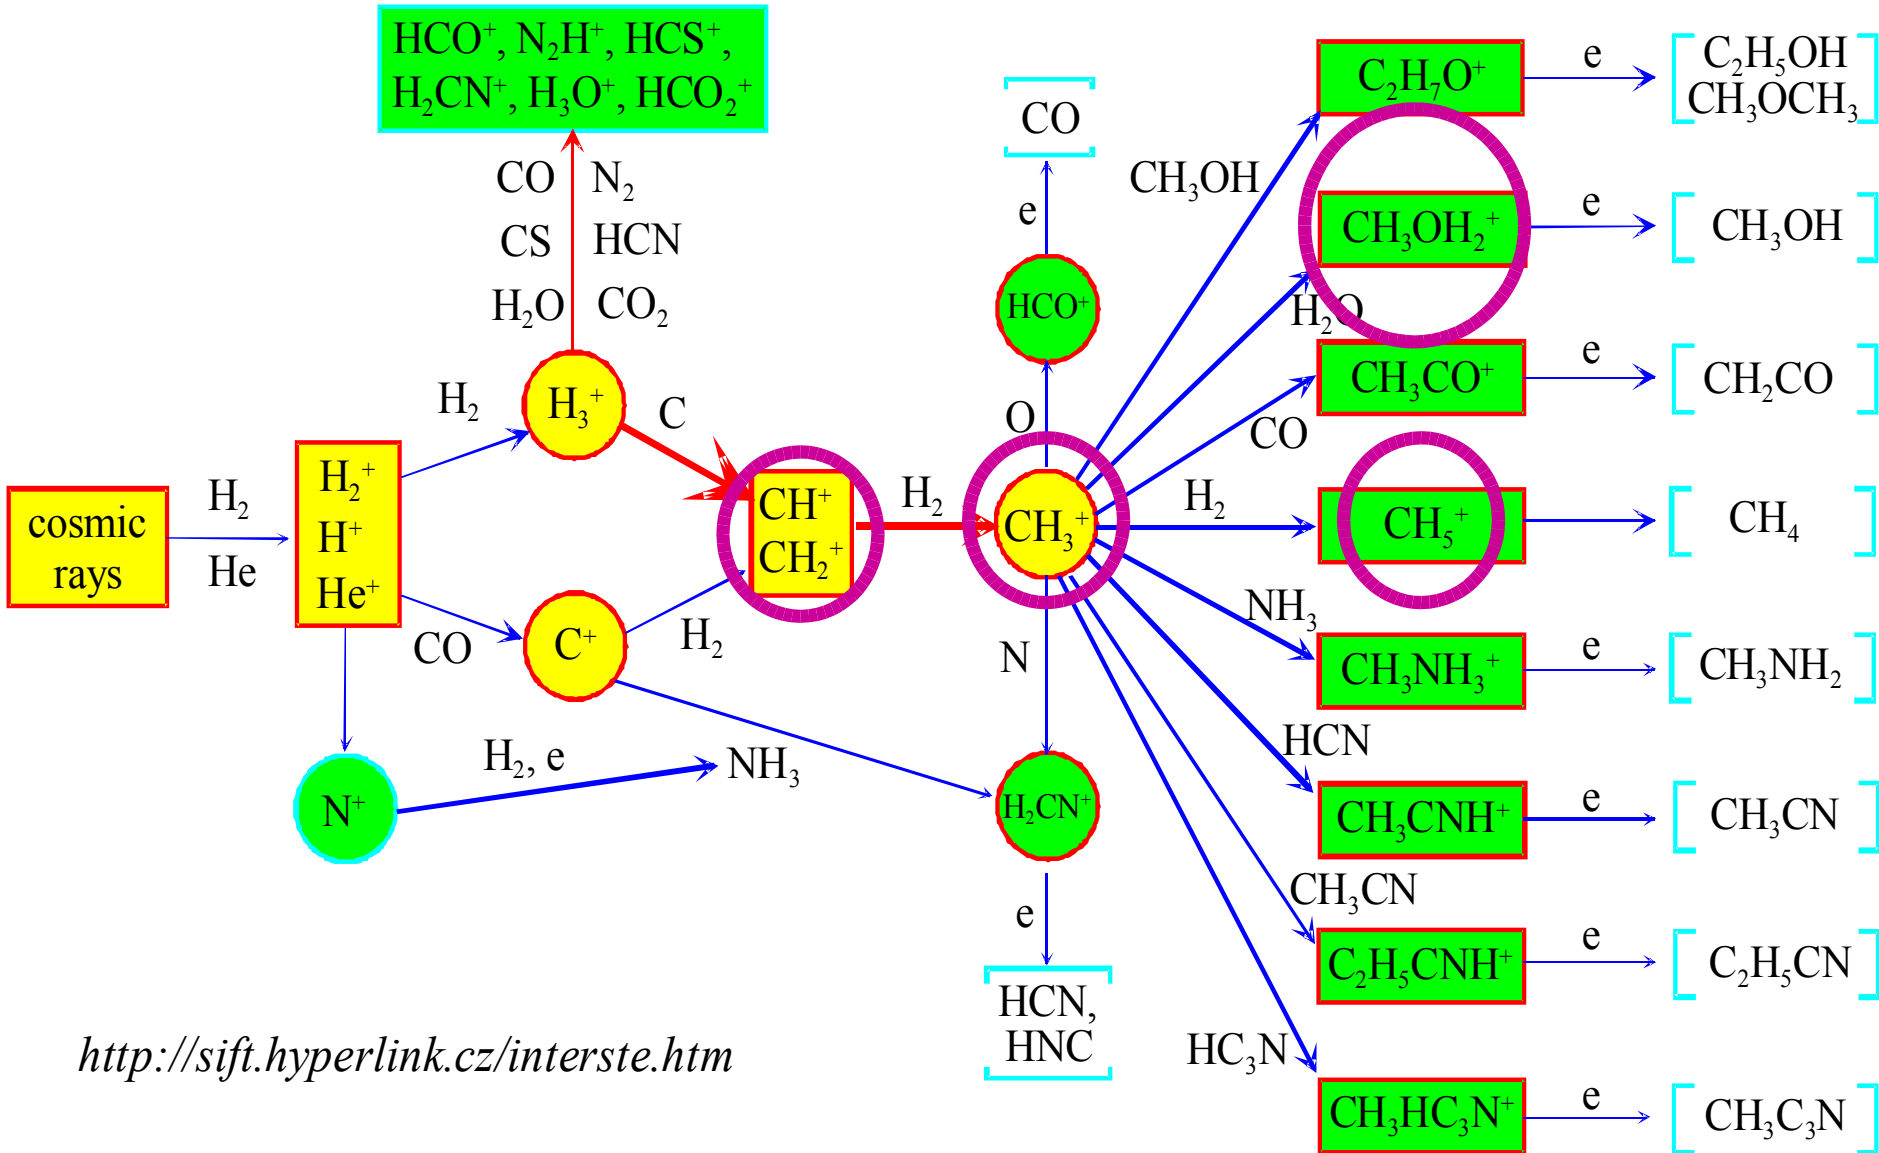 HCO⁺, N₂H⁺, HCS⁺,
H₂CN⁺, H₃O⁺, HCO₂⁺
CO N₂
CS HCN
H₂O CO₂
H₂
H₃⁺
C
cosmic
rays
H₂
He
H₂⁺
H⁺
He⁺
CO
C⁺
H₂
CH⁺
CH₂⁺
H₂
N⁺
H₂, e
NH₃
CO
e
HCO⁺
O
CH₃⁺
N
H₂CN⁺
e
HCN,
HNC
CH₃OH
C₂H₇O⁺
e
C₂H₅OH
CH₃OCH₃
H₂O
CH₃OH₂⁺
e
CH₃OH
CO
CH₃CO⁺
e
CH₂CO
H₂
CH₅⁺
CH₄
NH₃
CH₃NH₃⁺
e
CH₃NH₂
HCN
CH₃CNH⁺
e
CH₃CN
CH₃CN
C₂H₅CNH⁺
e
C₂H₅CN
HC₃N
CH₃HC₃N⁺
e
CH₃C₃N
http://sift.hyperlink.cz/interste.htm